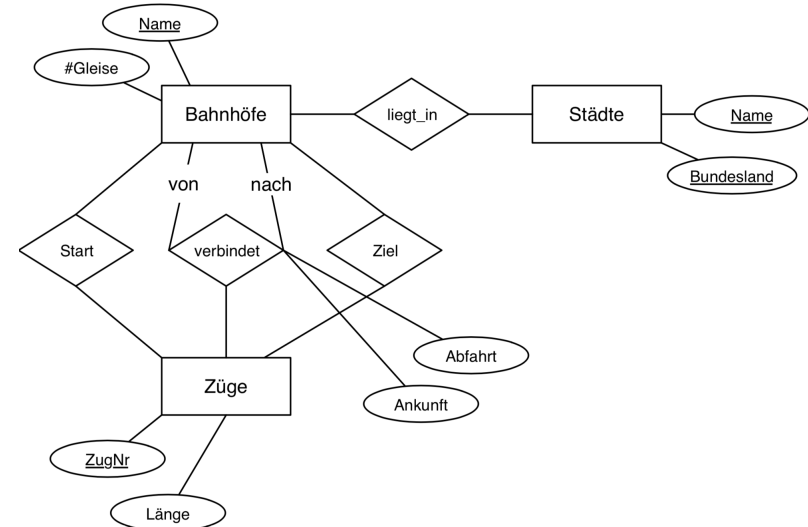 Name
#Gleise
Bahnhöfe
liegt_in
Städte
Name
Bundesland
von
nach
Start
verbindet
Ziel
Abfahrt
Züge
Ankunft
ZugNr
Länge